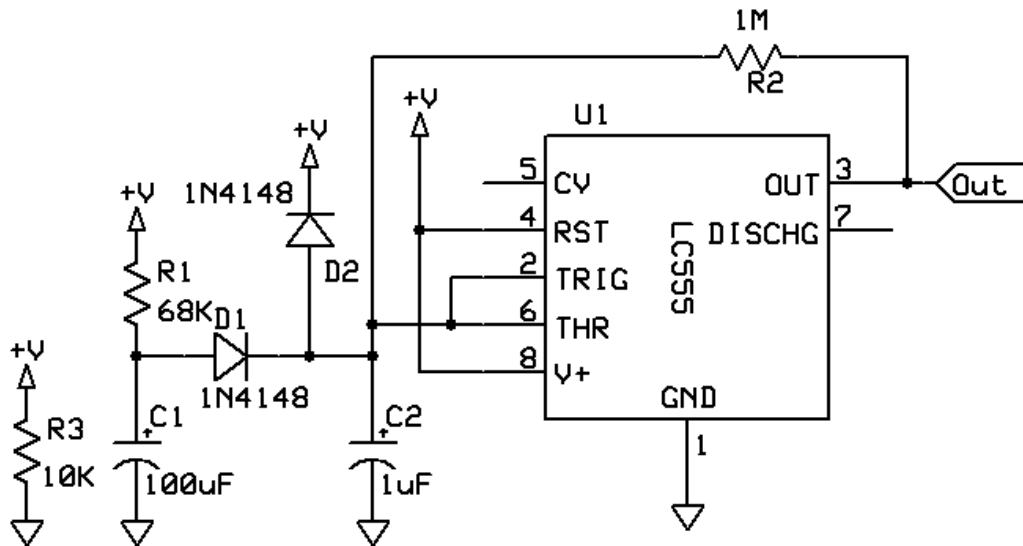 1M
R2
+V
U1
+V
1N4148
5
CV
OUT
3
Out
+V
4
RST
DISCHG
7
LC555
D2
2
TRIG
R1
68K
D1
6
THR
+V
1N4148
8
V+
GND
R3
10K
C1
+
100uF
C2
+
1uF
1